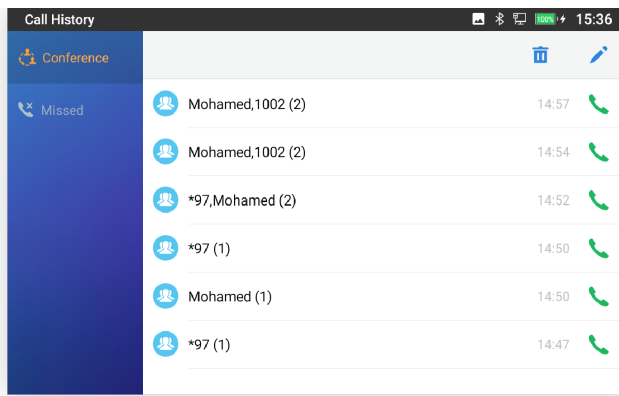 Call History
100%
15:36
Conference
Missed
Mohamed,1002 (2)
14:57
Mohamed,1002 (2)
14:54
*97,Mohamed (2)
14:52
*97 (1)
14:50
Mohamed (1)
14:50
*97 (1)
14:47